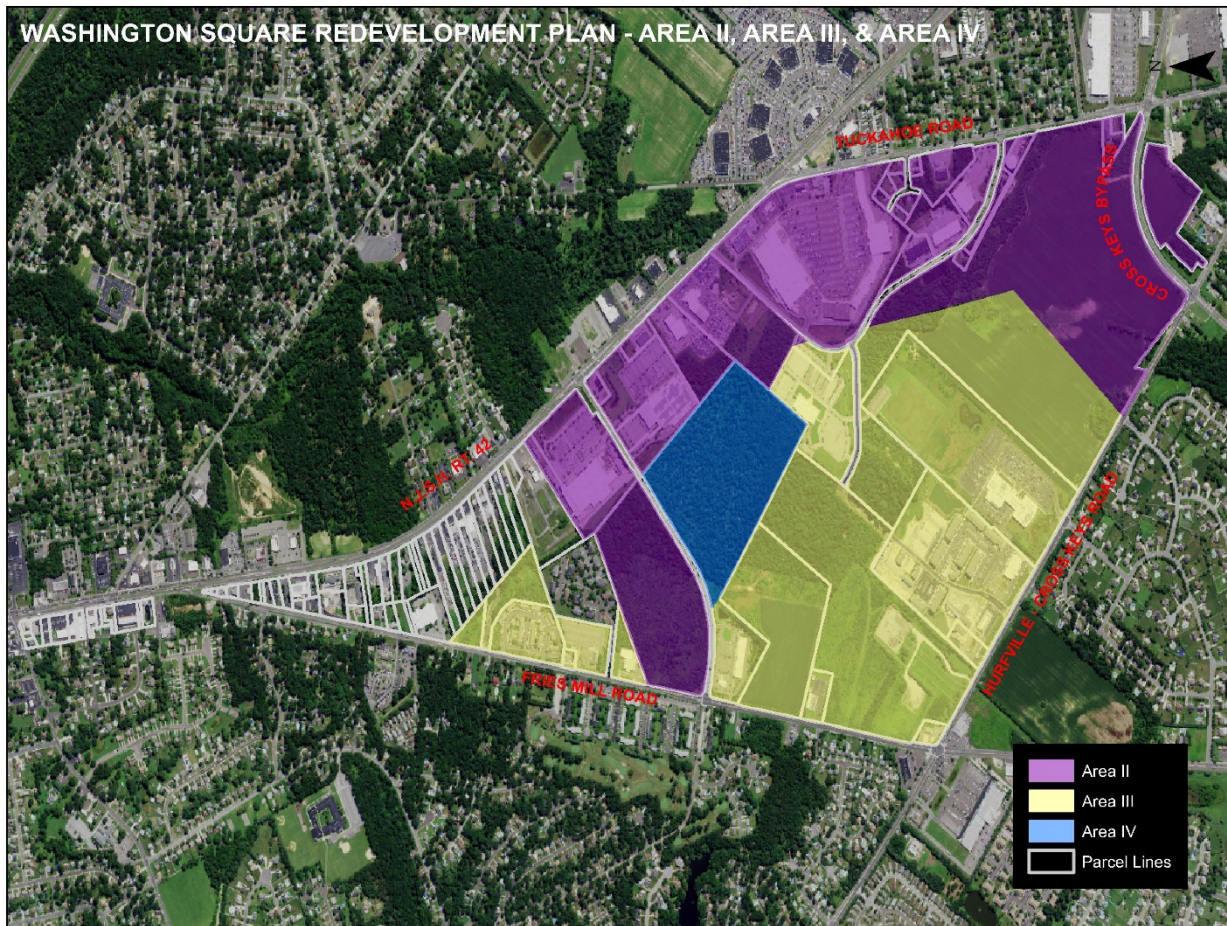 WASHINGTON SQUARE REDEVELOPMENT PLAN - AREA II, AREA III, & AREA IV
N
TUCKAHOE ROAD
CROSS KEYS BYPASS
N.J.S.H. RT. 42
HURFVILLE - CROSS KEYS ROAD
FRIES MILL ROAD
Area II
Area III
Area IV
Parcel Lines